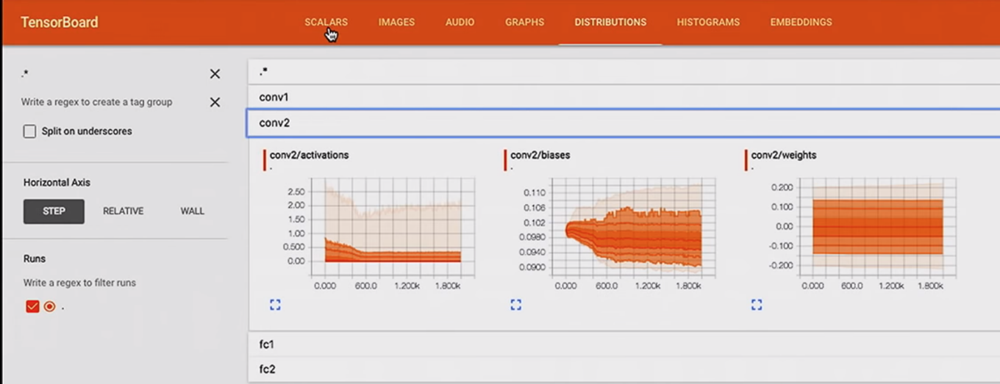 TensorBoard SCALARS IMAGES AUDIO GRAPHS DISTRIBUTIONS HISTOGRAMS EMBEDDINGS
.*
Write a regex to create a tag group
Split on underscores
Horizontal Axis
STEP RELATIVE WALL
Runs
Write a regex to filter runs
.
.*
conv1
conv2
conv2/activations
.
2.50
2.00
1.50
1.00
0.500
0.00
0.000 600.0 1.200k 1.800k
conv2/biases
.
0.110
0.106
0.102
0.0980
0.0940
0.0900
0.000 600.0 1.200k 1.800k
conv2/weights
.
0.200
0.100
0.00
-0.100
-0.200
0.000 600.0 1.200k 1.800k
fc1
fc2